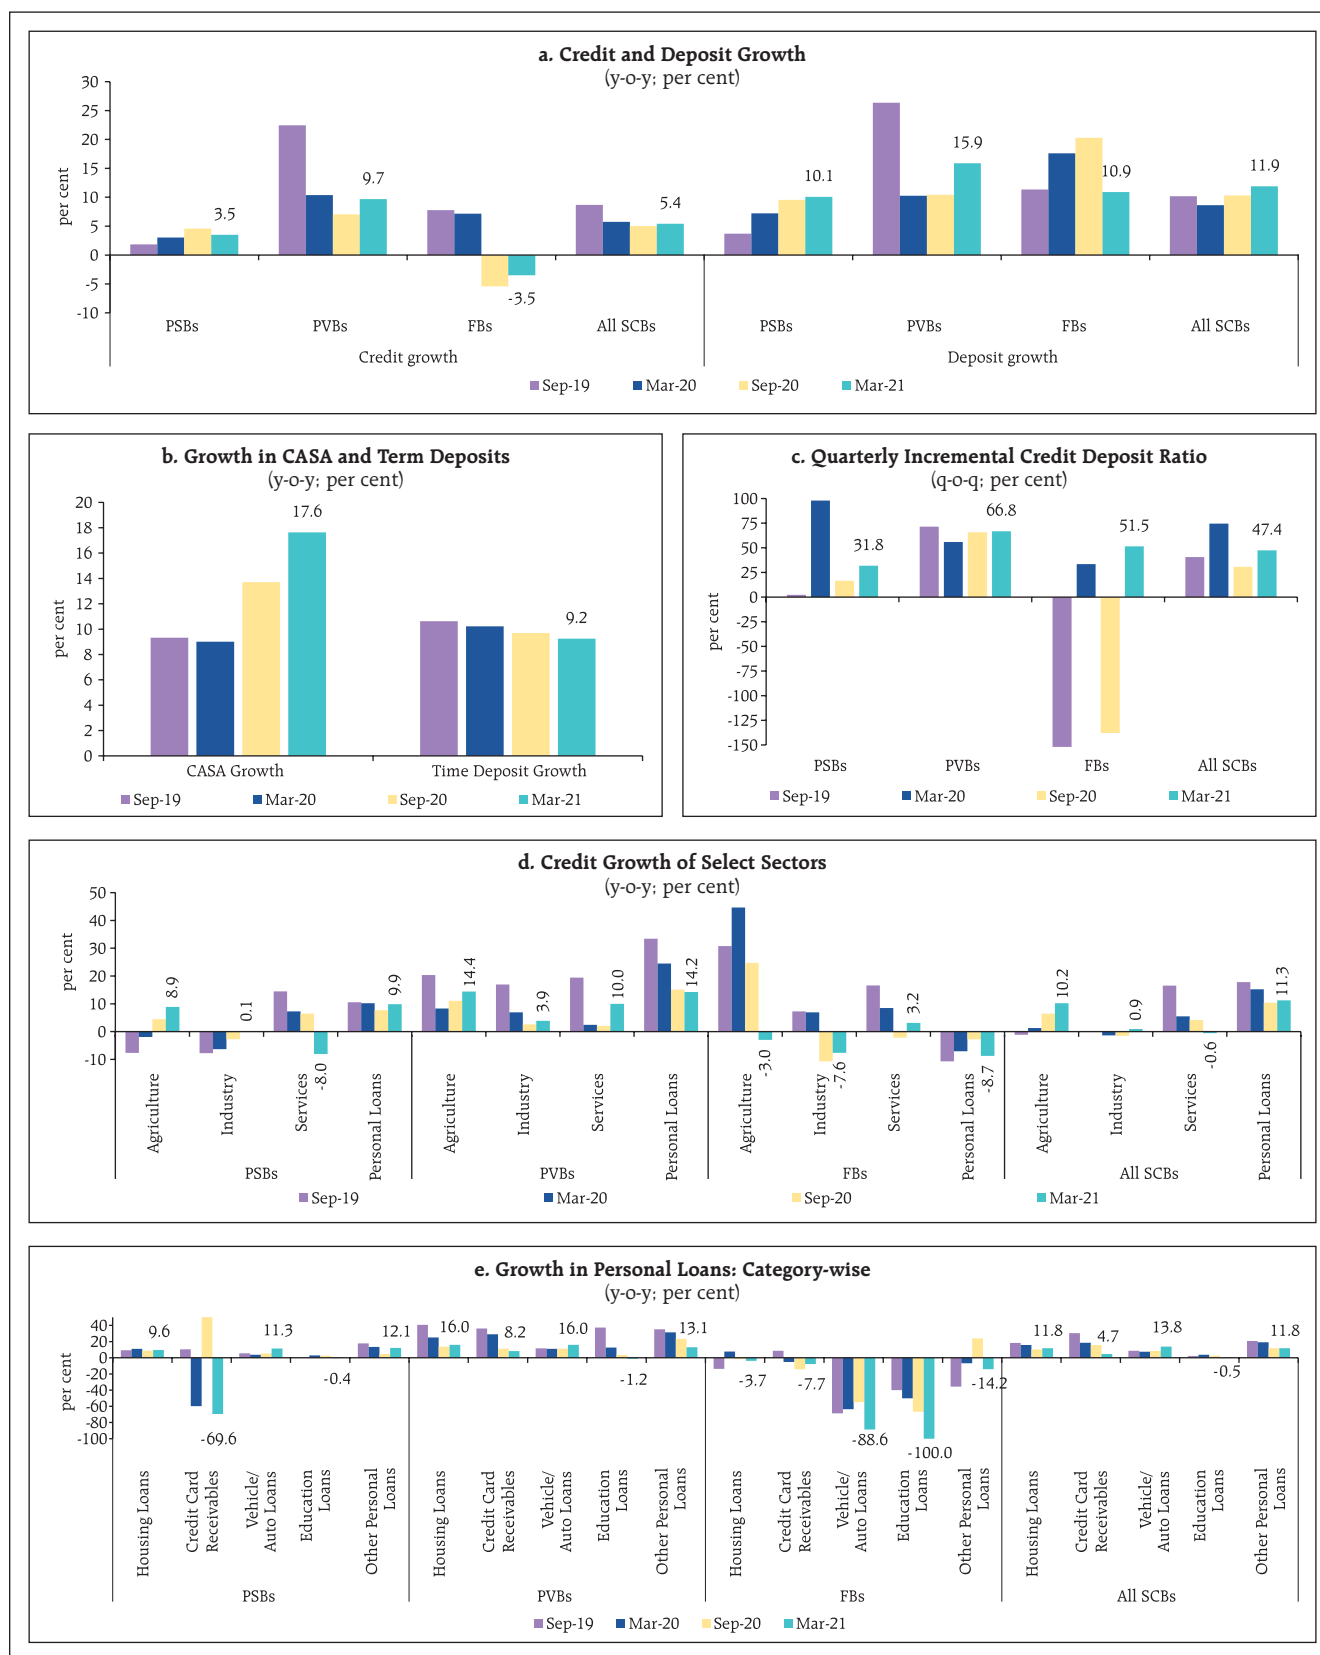 a. Credit and Deposit Growth
(y-o-y; per cent)
per cent
30
25
20
15
10
5
0
-5
-10
3.5
9.7
-3.5
5.4
10.1
15.9
10.9
11.9
PSBs PVBs FBs All SCBs PSBs PVBs FBs All SCBs
Credit growth Deposit growth
Sep-19 Mar-20 Sep-20 Mar-21
b. Growth in CASA and Term Deposits
(y-o-y; per cent)
per cent
20
18
16
14
12
10
8
6
4
2
0
17.6
9.2
CASA Growth Time Deposit Growth
Sep-19 Mar-20 Sep-20 Mar-21
c. Quarterly Incremental Credit Deposit Ratio
(q-o-q; per cent)
per cent
100
75
50
25
0
-25
-50
-75
-100
-125
-150
31.8
66.8
51.5
47.4
PSBs PVBs FBs All SCBs
Sep-19 Mar-20 Sep-20 Mar-21
d. Credit Growth of Select Sectors
(y-o-y; per cent)
per cent
50
40
30
20
10
0
-10
8.9
0.1
-8.0
9.9
14.4
3.9
10.0
14.2
-3.0
-7.6
3.2
-8.7
10.2
0.9
-0.6
11.3
Agriculture Industry Services Personal Loans Agriculture Industry Services Personal Loans Agriculture Industry Services Personal Loans Agriculture Industry Services Personal Loans
PSBs PVBs FBs All SCBs
Sep-19 Mar-20 Sep-20 Mar-21
e. Growth in Personal Loans: Category-wise
(y-o-y; per cent)
per cent
40
20
0
-20
-40
-60
-80
-100
9.6
-69.6
11.3
-0.4
12.1
16.0
8.2
16.0
-1.2
13.1
-3.7
-7.7
-88.6
-100.0
-14.2
11.8
4.7
13.8
-0.5
11.8
Housing Loans
Credit Card
Receivables
Vehicle/
Auto Loans
Education
Loans
Other Personal
Loans
Housing Loans
Credit Card
Receivables
Vehicle/
Auto Loans
Education
Loans
Other Personal
Loans
Housing Loans
Credit Card
Receivables
Vehicle/
Auto Loans
Education
Loans
Other Personal
Loans
Housing Loans
Credit Card
Receivables
Vehicle/
Auto Loans
Education
Loans
Other Personal
Loans
PSBs PVBs FBs All SCBs
Sep-19 Mar-20 Sep-20 Mar-21